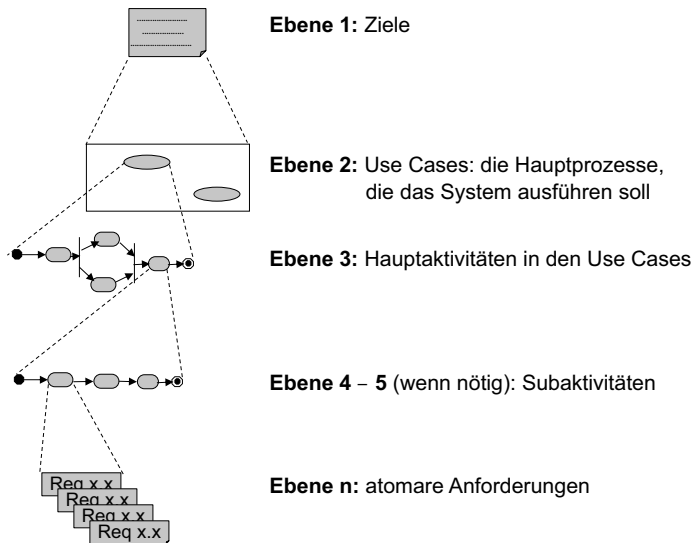 Ebene 1: Ziele
Ebene 2: Use Cases: die Hauptprozesse,
die das System ausführen soll
Ebene 3: Hauptaktivitäten in den Use Cases
Ebene 4 – 5 (wenn nötig): Subaktivitäten
Ebene n: atomare Anforderungen
Req x.x
Req x.x
Req x.x
Req x.x